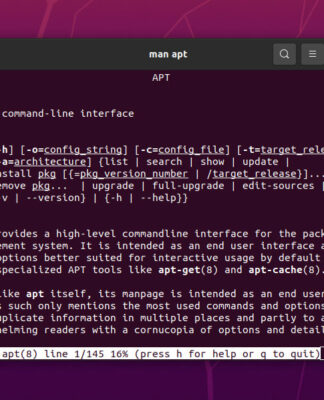 man apt
APT
command-line interface
-h] [-o=config_string] [-c=config_file] [-t=target_rele
-a=architecture] {list | search | show | update |
nstall pkg [{=pkg_version_number | /target_release}]...
move pkg... | upgrade | full-upgrade | edit-sources |
-v | --version} | {-h | --help}}
rovides a high-level commandline interface for the pack
ement system. It is intended as an end user interface a
options better suited for interactive usage by default
specialized APT tools like apt-get(8) and apt-cache(8).
like apt itself, its manpage is intended as an end user
s such only mentions the most used commands and options
uplicate information in multiple places and partly to a
helming readers with a cornucopia of options and detail
apt(8) line 1/145 16% (press h for help or q to quit)